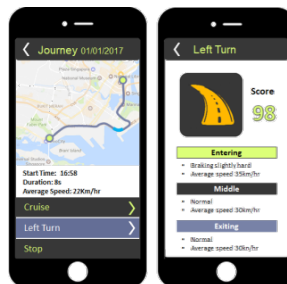 Journey 01/01/2017
Start Time: 16:58
Duration: 8s
Average Speed: 22Km/hr
Cruise
Left Turn
Stop
Left Turn
Score
98
Entering
Braking slightly hard
Average speed 35km/hr
Middle
Normal
Average speed 30km/hr
Exiting
Normal
Average speed 30kn/hr